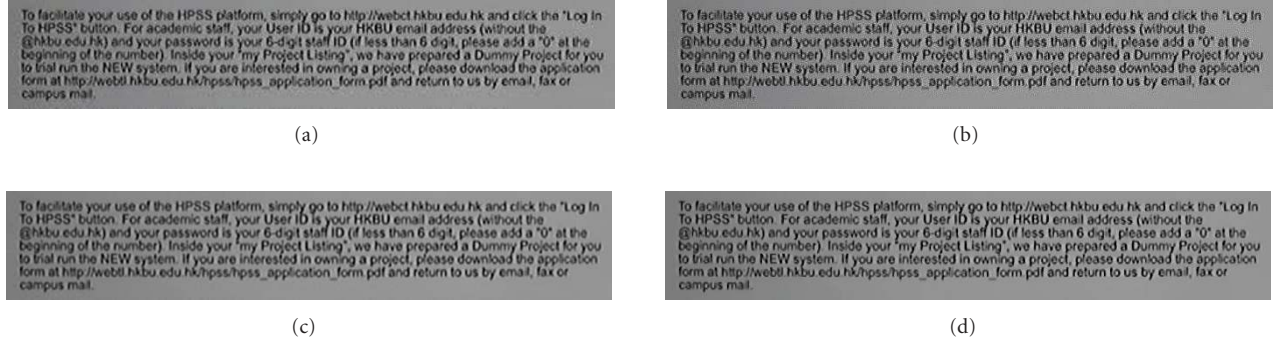 To facilitate your use of the HPSS platform, simply go to http://webct.hkbu.edu.hk and click the "Log In
To HPSS" button. For academic staff, your User ID is your HKBU email address (without the
@hkbu.edu.hk) and your password is your 6-digit staff ID (if less than 6 digit, please add a "0" at the
beginning of the number). Inside your "my Project Listing", we have prepared a Dummy Project for you
to trial run the NEW system. If you are interested in owning a project, please download the application
form at http://webtl.hkbu.edu.hk/hpss/hpss_application_form.pdf and return to us by email, fax or
campus mail.
(a)
To facilitate your use of the HPSS platform, simply go to http://webct.hkbu.edu.hk and click the "Log In
To HPSS" button. For academic staff, your User ID is your HKBU email address (without the
@hkbu.edu.hk) and your password is your 6-digit staff ID (if less than 6 digit, please add a "0" at the
beginning of the number). Inside your "my Project Listing", we have prepared a Dummy Project for you
to trial run the NEW system. If you are interested in owning a project, please download the application
form at http://webtl.hkbu.edu.hk/hpss/hpss_application_form.pdf and return to us by email, fax or
campus mail.
(b)
To facilitate your use of the HPSS platform, simply go to http://webct.hkbu.edu.hk and click the "Log In
To HPSS" button. For academic staff, your User ID is your HKBU email address (without the
@hkbu.edu.hk) and your password is your 6-digit staff ID (if less than 6 digit, please add a "0" at the
beginning of the number). Inside your "my Project Listing", we have prepared a Dummy Project for you
to trial run the NEW system. If you are interested in owning a project, please download the application
form at http://webtl.hkbu.edu.hk/hpss/hpss_application_form.pdf and return to us by email, fax or
campus mail.
(c)
To facilitate your use of the HPSS platform, simply go to http://webct.hkbu.edu.hk and click the "Log In
To HPSS" button. For academic staff, your User ID is your HKBU email address (without the
@hkbu.edu.hk) and your password is your 6-digit staff ID (if less than 6 digit, please add a "0" at the
beginning of the number). Inside your "my Project Listing", we have prepared a Dummy Project for you
to trial run the NEW system. If you are interested in owning a project, please download the application
form at http://webtl.hkbu.edu.hk/hpss/hpss_application_form.pdf and return to us by email, fax or
campus mail.
(d)